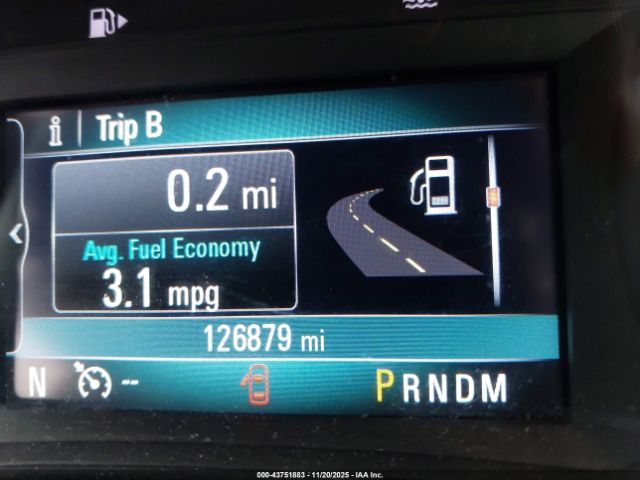 i | Trip B
0.2 mi
Avg. Fuel Economy
3.1 mpg
126879 mi
N -- PRNDM
000-43751883 - 11/20/2025 - IAA Inc.